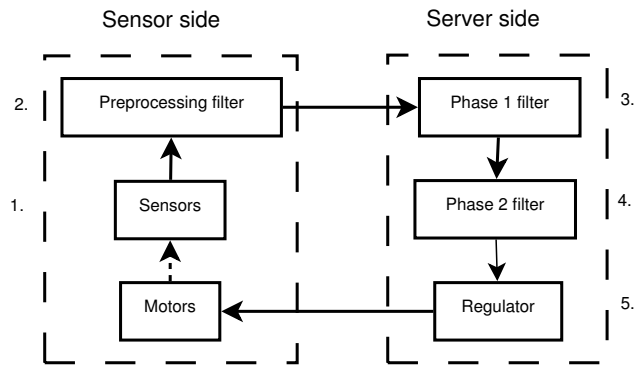 Sensor side
Server side
2.
Preprocessing filter
Phase 1 filter
3.
1.
Sensors
Phase 2 filter
4.
Motors
Regulator
5.